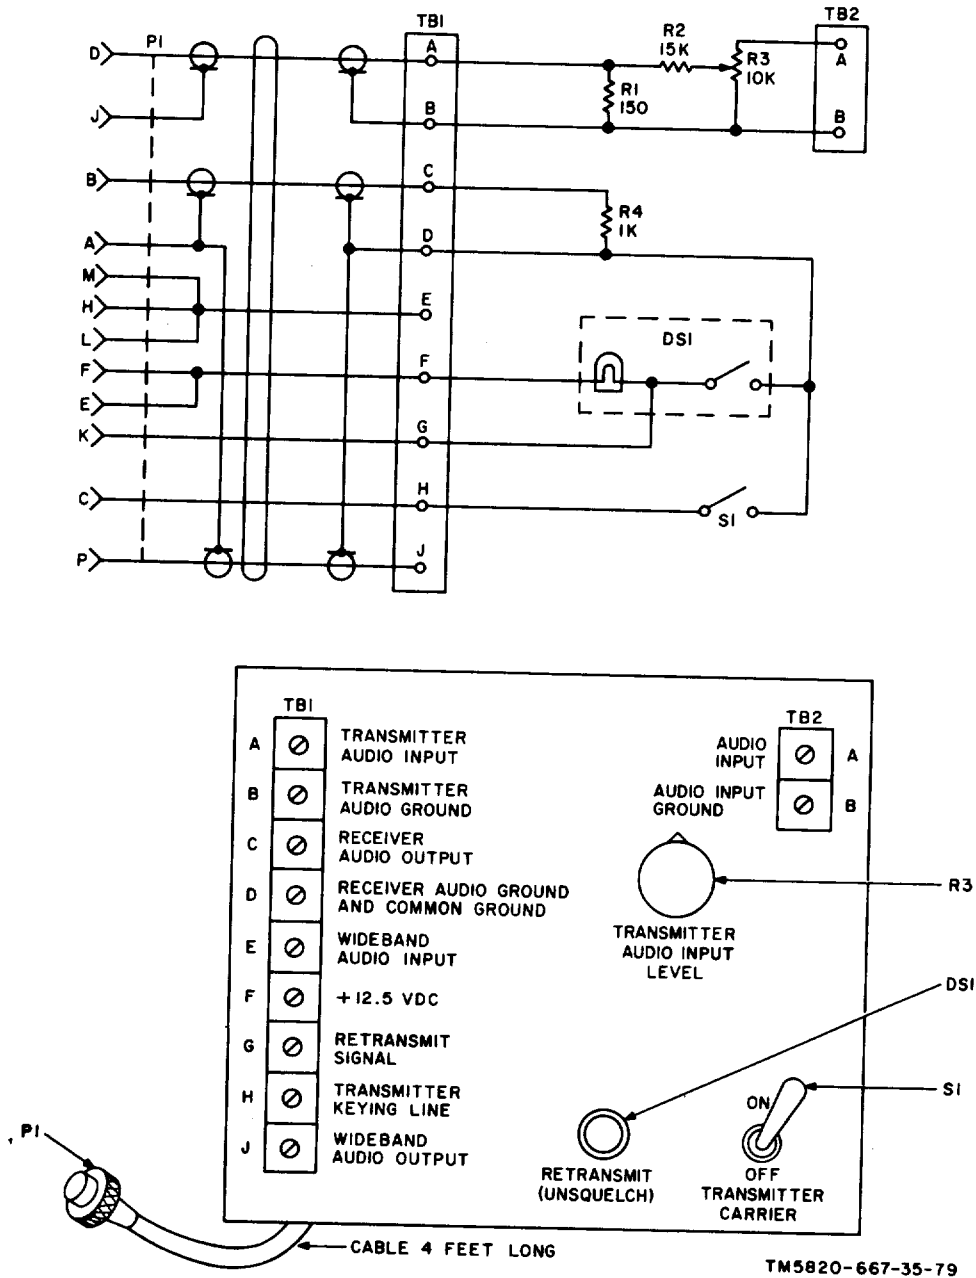 TB1
TB2
D
P1
A
R2
15K
R3
10K
A
R1
150
J
B
B
B
C
R4
1K
A
D
M
H
E
L
DS1
F
F
E
K
G
C
H
S1
P
J
TB1
TB2
A
TRANSMITTER
AUDIO INPUT
AUDIO
INPUT
A
B
TRANSMITTER
AUDIO GROUND
AUDIO INPUT
GROUND
B
C
RECEIVER
AUDIO OUTPUT
D
RECEIVER AUDIO GROUND
AND COMMON GROUND
R3
TRANSMITTER
AUDIO INPUT
LEVEL
E
WIDEBAND
AUDIO INPUT
DS1
F
+12.5 VDC
G
RETRANSMIT
SIGNAL
H
TRANSMITTER
KEYING LINE
ON
S1
P1
J
WIDEBAND
AUDIO OUTPUT
RETRANSMIT
(UNSQUELCH)
OFF
TRANSMITTER
CARRIER
CABLE 4 FEET LONG
TM5820-667-35-79